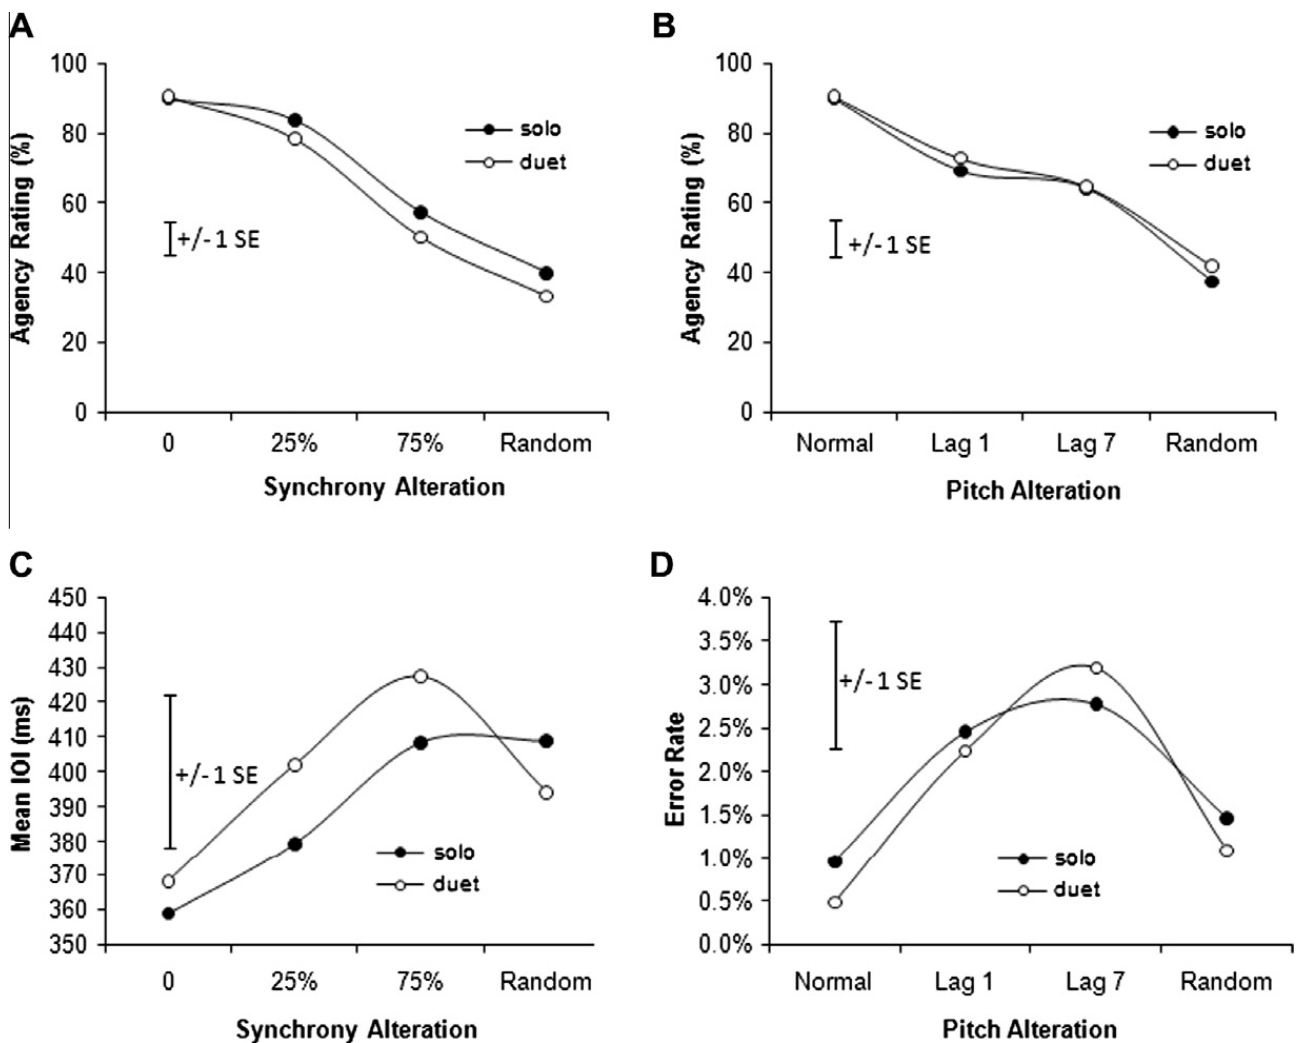 A
100
80
60
40
20
0
Agency Rating (%)
solo
duet
+/-1 SE
0 25% 75% Random
Synchrony Alteration
B
100
80
60
40
20
0
Agency Rating (%)
solo
duet
+/-1 SE
Normal Lag 1 Lag 7 Random
Pitch Alteration
C
450
440
430
420
410
400
390
380
370
360
350
Mean IOI (ms)
+/-1 SE
solo
duet
0 25% 75% Random
Synchrony Alteration
D
4.0%
3.5%
3.0%
2.5%
2.0%
1.5%
1.0%
0.5%
0.0%
Error Rate
+/-1 SE
solo
duet
Normal Lag 1 Lag 7 Random
Pitch Alteration